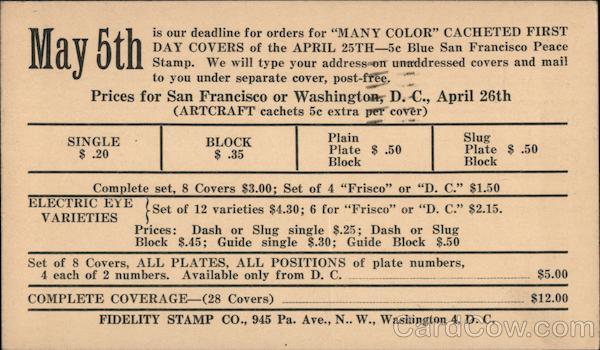 May 5th
is our deadline for orders for "MANY COLOR" CACHETED FIRST
DAY COVERS of the APRIL 25TH—5c Blue San Francisco Peace
Stamp. We will type your address on unaddressed covers and mail
to you under separate cover, post-free.
Prices for San Francisco or Washington, D. C., April 26th
(ARTCRAFT cachets 5c extra per cover)
SINGLE
$ .20
BLOCK
$ .35
Plain
Plate $ .50
Block
Slug
Plate $ .50
Block
Complete set, 8 Covers $3.00; Set of 4 "Frisco" or "D. C." $1.50
ELECTRIC EYE
VARIETIES
{Set of 12 varieties $4.30; 6 for "Frisco" or "D. C." $2.15.
Prices: Dash or Slug single $.25; Dash or Slug
Block $.45; Guide single $.30; Guide Block $.50
Set of 8 Covers, ALL PLATES, ALL POSITIONS of plate numbers,
4 each of 2 numbers. Available only from D. C. $5.00
COMPLETE COVERAGE—(28 Covers) $12.00
FIDELITY STAMP CO., 945 Pa. Ave., N.. W., Washington 4, D. C.
CardCow.com